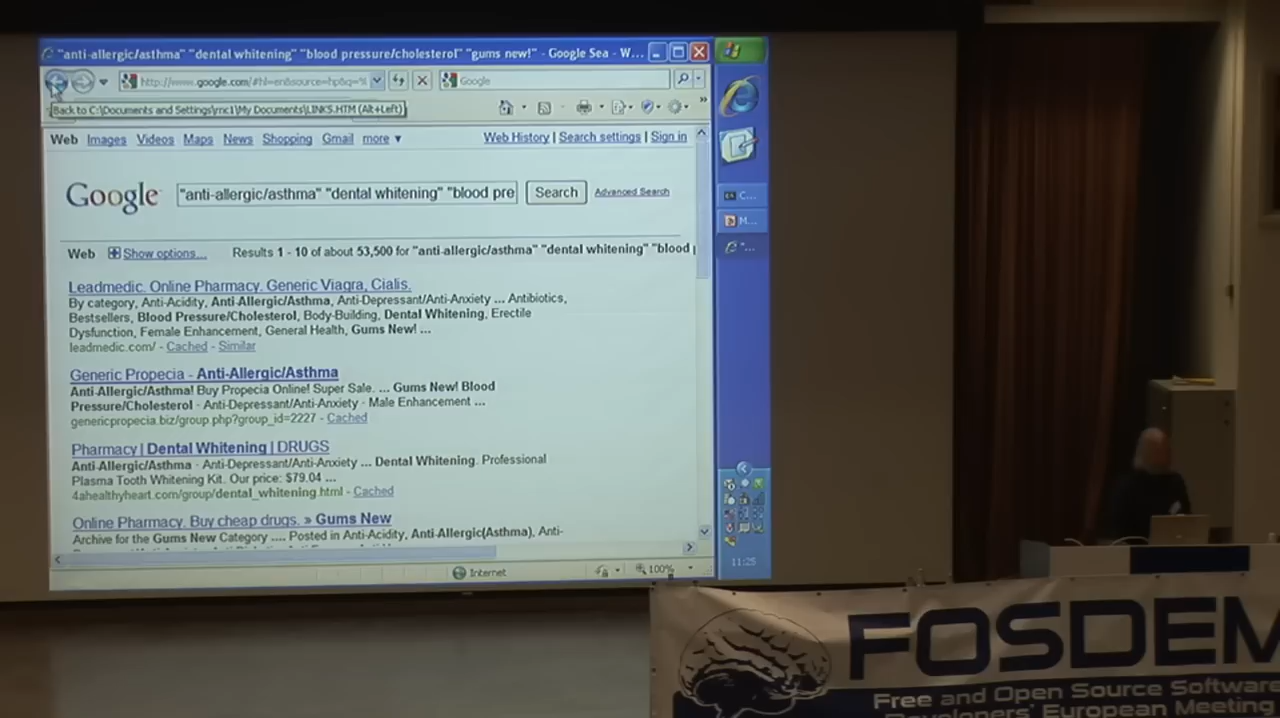 "anti-allergic/asthma" "dental whitening" "blood pressure/cholesterol" "gums new!" - Google Sea - W...
http://www.google.com/#hl=en&source=hp&q=%
Google
Back to C:\Documents and Settings\rnc1\My Documents\LINKS.HTM (Alt+Left)
Web Images Videos Maps News Shopping Gmail more ▼
Web History | Search settings | Sign in
Google
"anti-allergic/asthma" "dental whitening" "blood pre
Search
Advanced Search
Web
Show options...
Results 1 - 10 of about 53,500 for "anti-allergic/asthma" "dental whitening" "blood
Leadmedic. Online Pharmacy. Generic Viagra, Cialis.
By category, Anti-Acidity, Anti-Allergic/Asthma, Anti-Depressant/Anti-Anxiety ... Antibiotics,
Bestsellers, Blood Pressure/Cholesterol, Body-Building, Dental Whitening, Erectile
Dysfunction, Female Enhancement, General Health, Gums New! ...
leadmedic.com/ - Cached - Similar
Generic Propecia - Anti-Allergic/Asthma
Anti-Allergic/Asthma! Buy Propecia Online! Super Sale. ... Gums New! Blood
Pressure/Cholesterol - Anti-Depressant/Anti-Anxiety - Male Enhancement ...
genericpropecia.biz/group.php?group_id=2227 - Cached
Pharmacy | Dental Whitening | DRUGS
Anti-Allergic/Asthma - Anti-Depressant/Anti-Anxiety ... Dental Whitening. Professional
Plasma Tooth Whitening Kit. Our price: $79.04 ...
4ahealthyheart.com/group/dental_whitening.html - Cached
Online Pharmacy. Buy cheap drugs. » Gums New
Archive for the Gums New Category .... Posted in Anti-Acidity, Anti-Allergic(Asthma), Anti-
Internet
100%
C...
M...
"...
11:25
FOSDEM
Free and Open Source Software
Developers' European Meeting